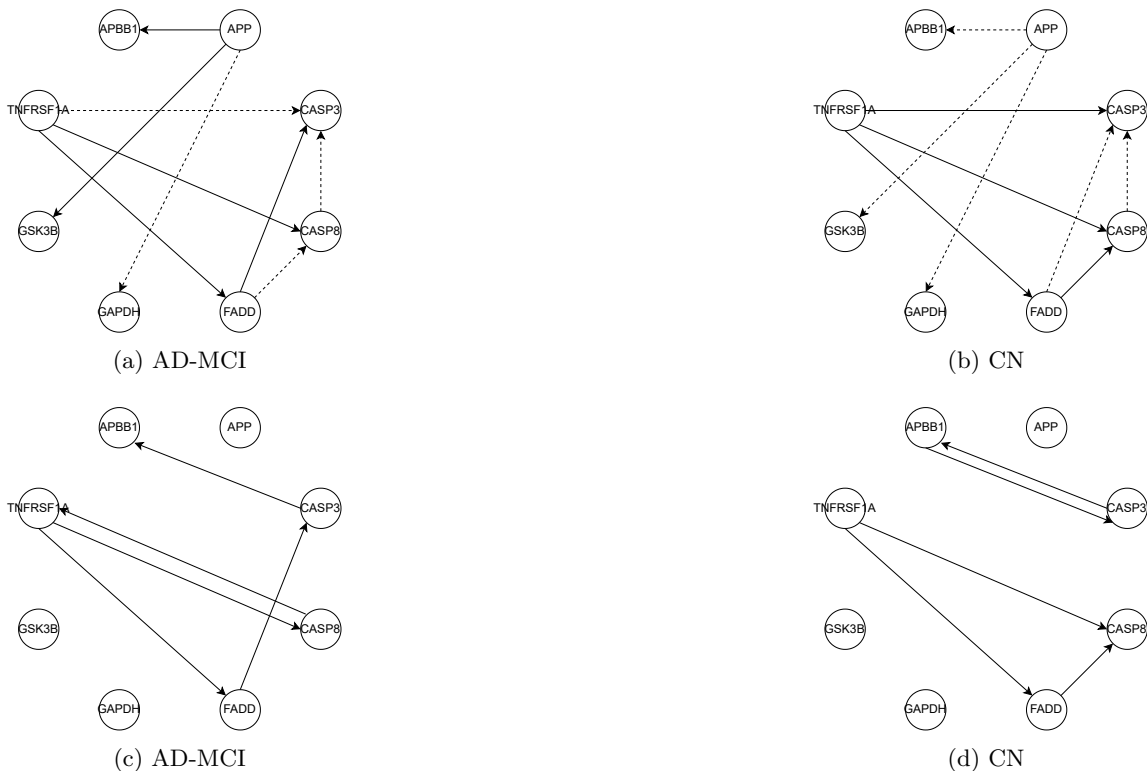 APBB1 APP
TNFRSF1A CASP3
GSK3B CASP8
GAPDH FADD
(a) AD-MCI
APBB1 APP
TNFRSF1A CASP3
GSK3B CASP8
GAPDH FADD
(b) CN
APBB1 APP
TNFRSF1A CASP3
GSK3B CASP8
GAPDH FADD
(c) AD-MCI
APBB1 APP
TNFRSF1A CASP3
GSK3B CASP8
GAPDH FADD
(d) CN